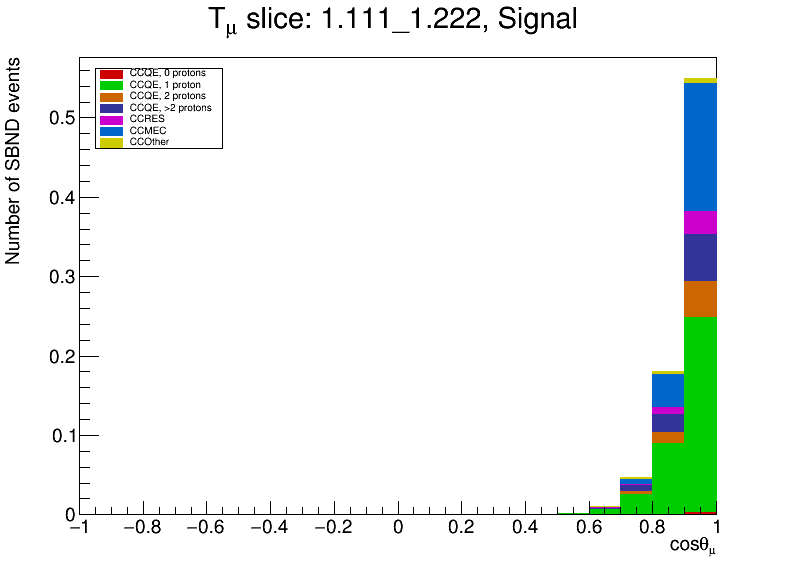 Tμ slice: 1.111_1.222, Signal
Number of SBND events
CCQE, 0 protons
CCQE, 1 proton
CCQE, 2 protons
CCQE, >2 protons
CCRES
CCMEC
CCOther
0.5
0.4
0.3
0.2
0.1
0
−1 −0.8 −0.6 −0.4 −0.2 0 0.2 0.4 0.6 0.8 1
cosθμ